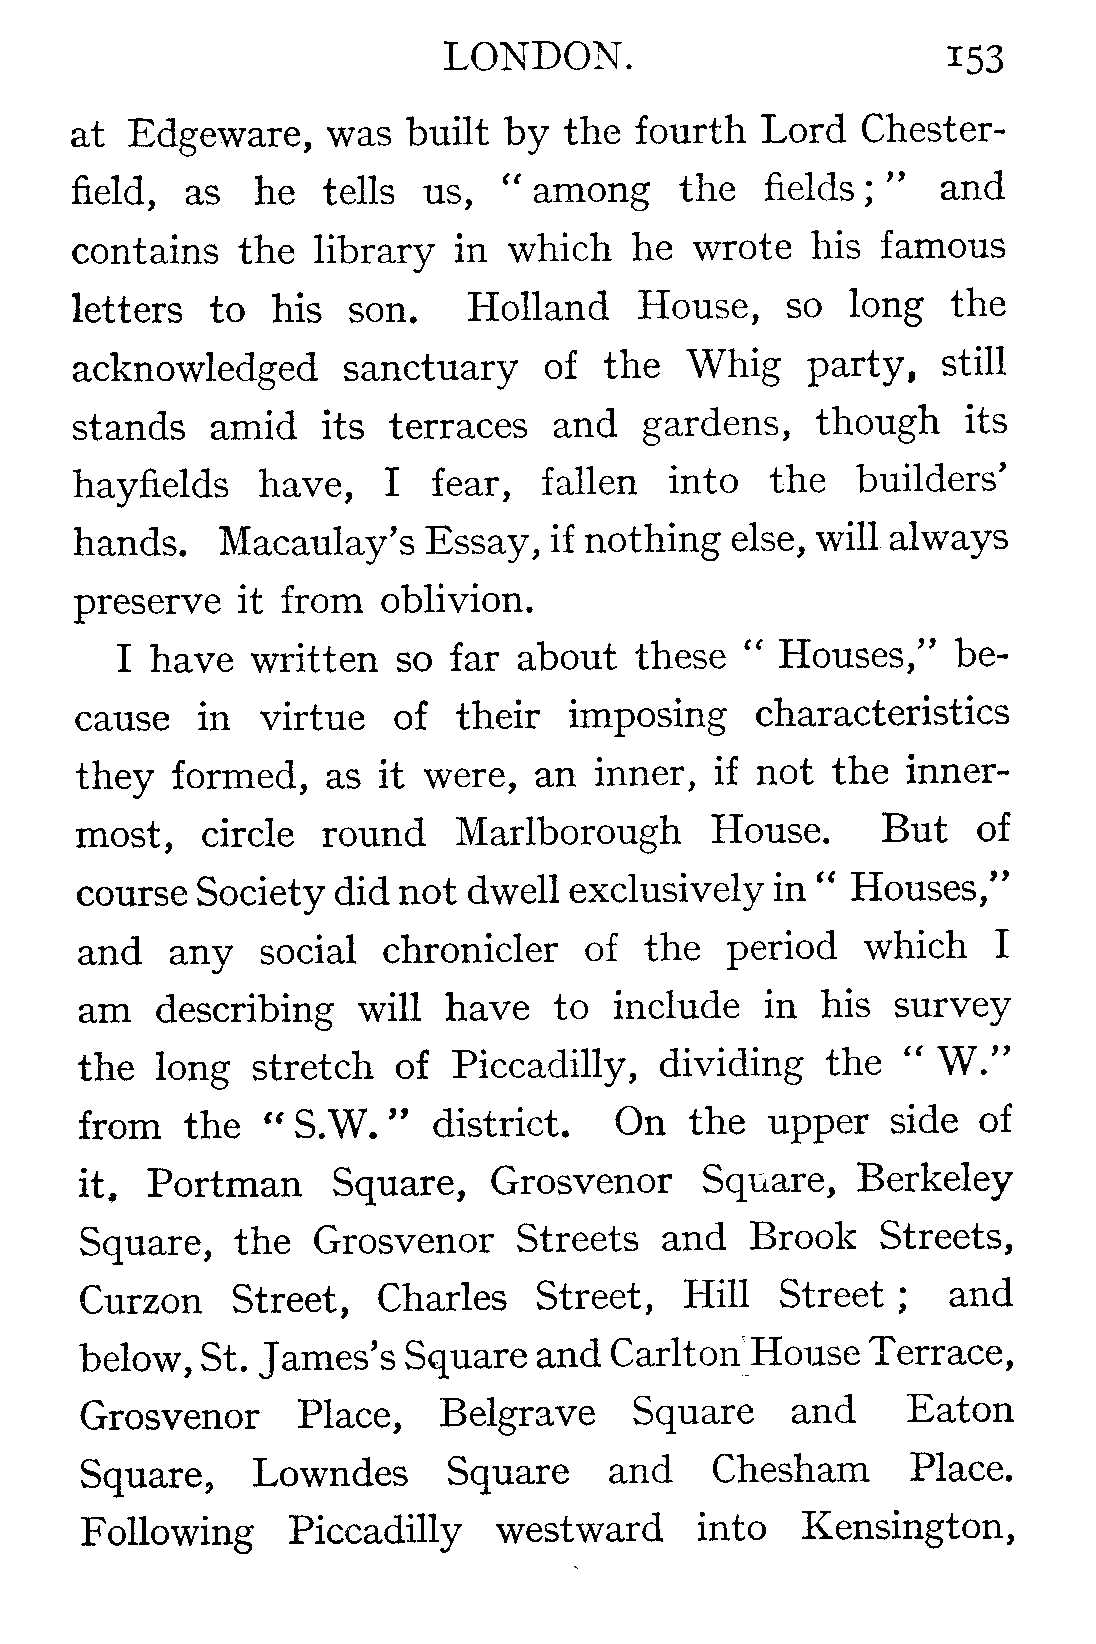 LONDON. 153
at Edgeware, was built by the fourth Lord Chester-
field, as he tells us, “ among the fields ; ” and
contains the library in which he wrote his famous
letters to his son. Holland House, so long the
acknowledged sanctuary of the Whig party, still
stands amid its terraces and gardens, though its
hayfields have, I fear, fallen into the builders’
hands. Macaulay’s Essay, if nothing else, will always
preserve it from oblivion.
I have written so far about these “ Houses,” be-
cause in virtue of their imposing characteristics
they formed, as it were, an inner, if not the inner-
most, circle round Marlborough House. But of
course Society did not dwell exclusively in “ Houses,”
and any social chronicler of the period which I
am describing will have to include in his survey
the long stretch of Piccadilly, dividing the “ W.”
from the “ S.W. ” district. On the upper side of
it, Portman Square, Grosvenor Square, Berkeley
Square, the Grosvenor Streets and Brook Streets,
Curzon Street, Charles Street, Hill Street ; and
below, St. James’s Square and Carlton House Terrace,
Grosvenor Place, Belgrave Square and Eaton
Square, Lowndes Square and Chesham Place.
Following Piccadilly westward into Kensington,